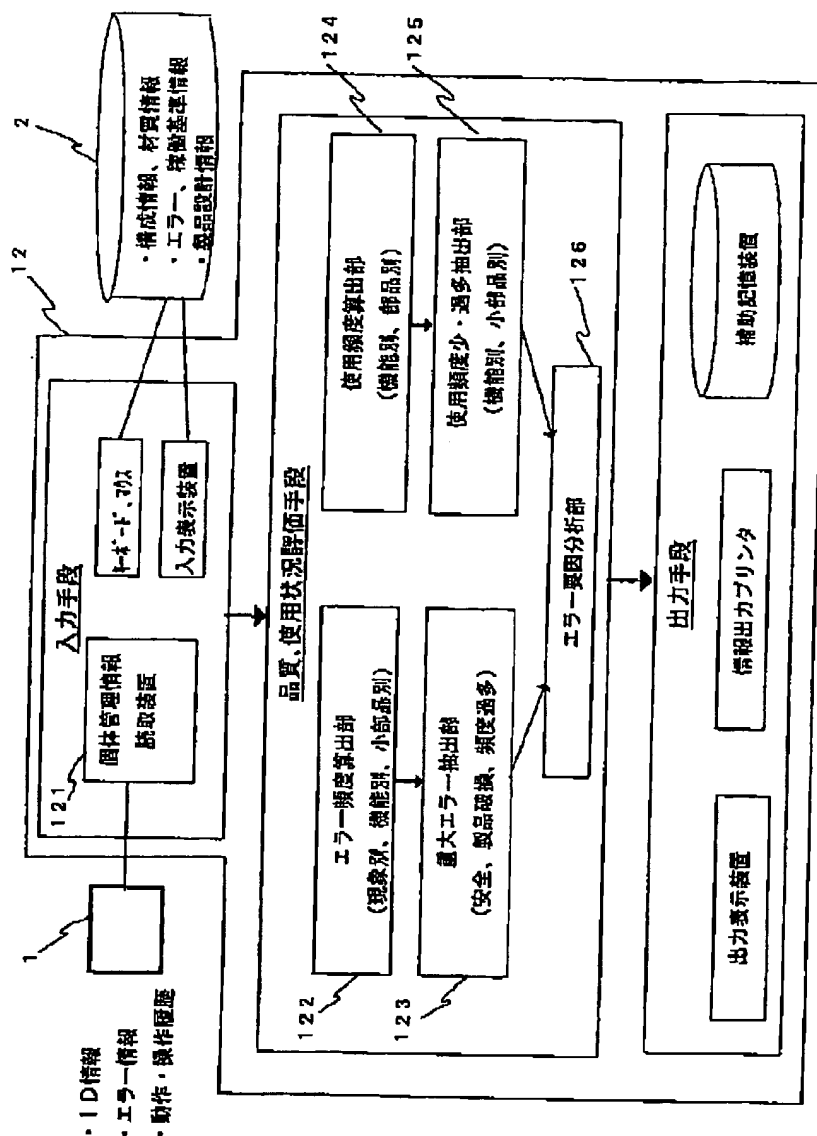 1
・ID情報
・エラー情報
・動作・操作履歴
12
2
・構成情報、材質情報
・エラー、稼働基準情報
・製品設計情報
入力手段
121
個体管理情報
読取装置
キーボード、マウス
入力表示装置
品質、使用状況評価手段
122
エラー頻度算出部
(現象別、機能別、小部品別)
123
重大エラー抽出部
(安全、製品破損、頻度過多)
124
使用頻度算出部
(機能別、部品別)
125
使用頻度少・過多抽出部
(機能別、小部品別)
126
エラー要因分析部
出力手段
出力表示装置
情報出力プリンタ
補助記憶装置